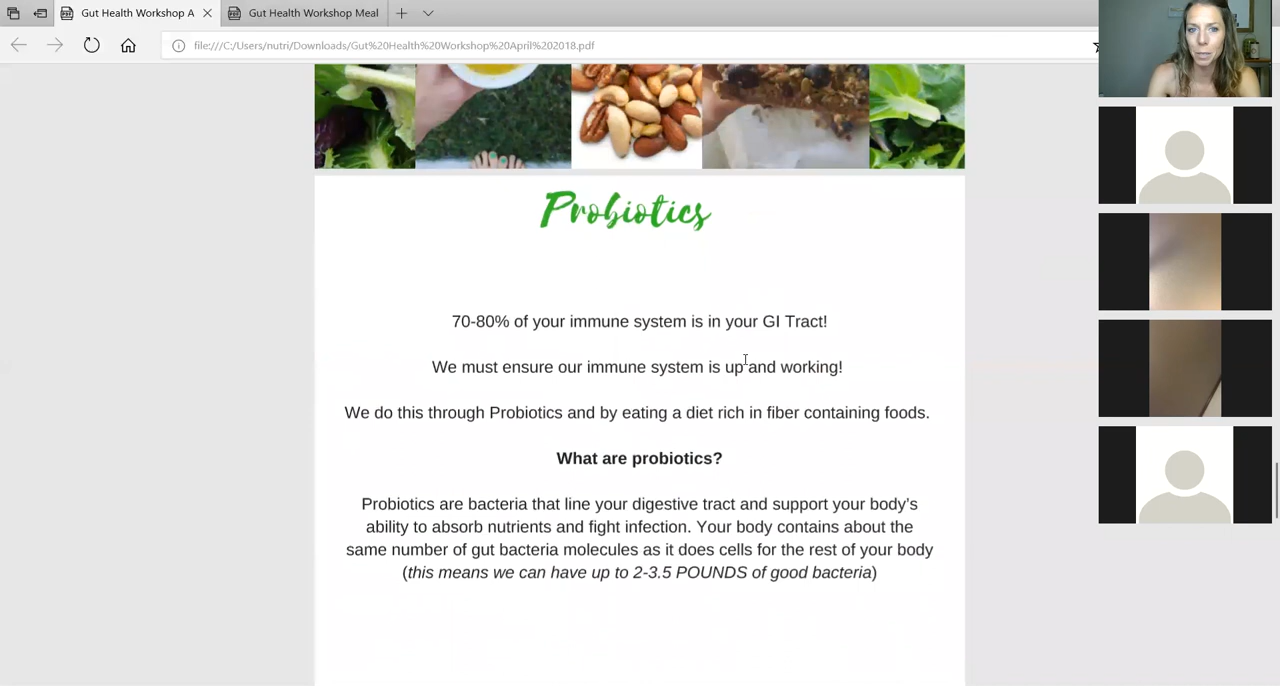 Gut Health Workshop A
Gut Health Workshop Meal
file:///C:/Users/nutri/Downloads/Gut%20Health%20Workshop%20April%202018.pdf
Probiotics
70-80% of your immune system is in your GI Tract!
We must ensure our immune system is up and working!
We do this through Probiotics and by eating a diet rich in fiber containing foods.
What are probiotics?
Probiotics are bacteria that line your digestive tract and support your body’s
ability to absorb nutrients and fight infection. Your body contains about the
same number of gut bacteria molecules as it does cells for the rest of your body
(this means we can have up to 2-3.5 POUNDS of good bacteria)